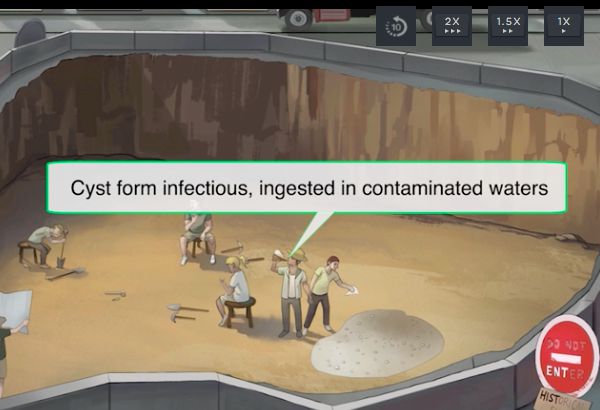 10
2X
1.5X
1X
Cyst form infectious, ingested in contaminated waters
DO NOT
ENTER